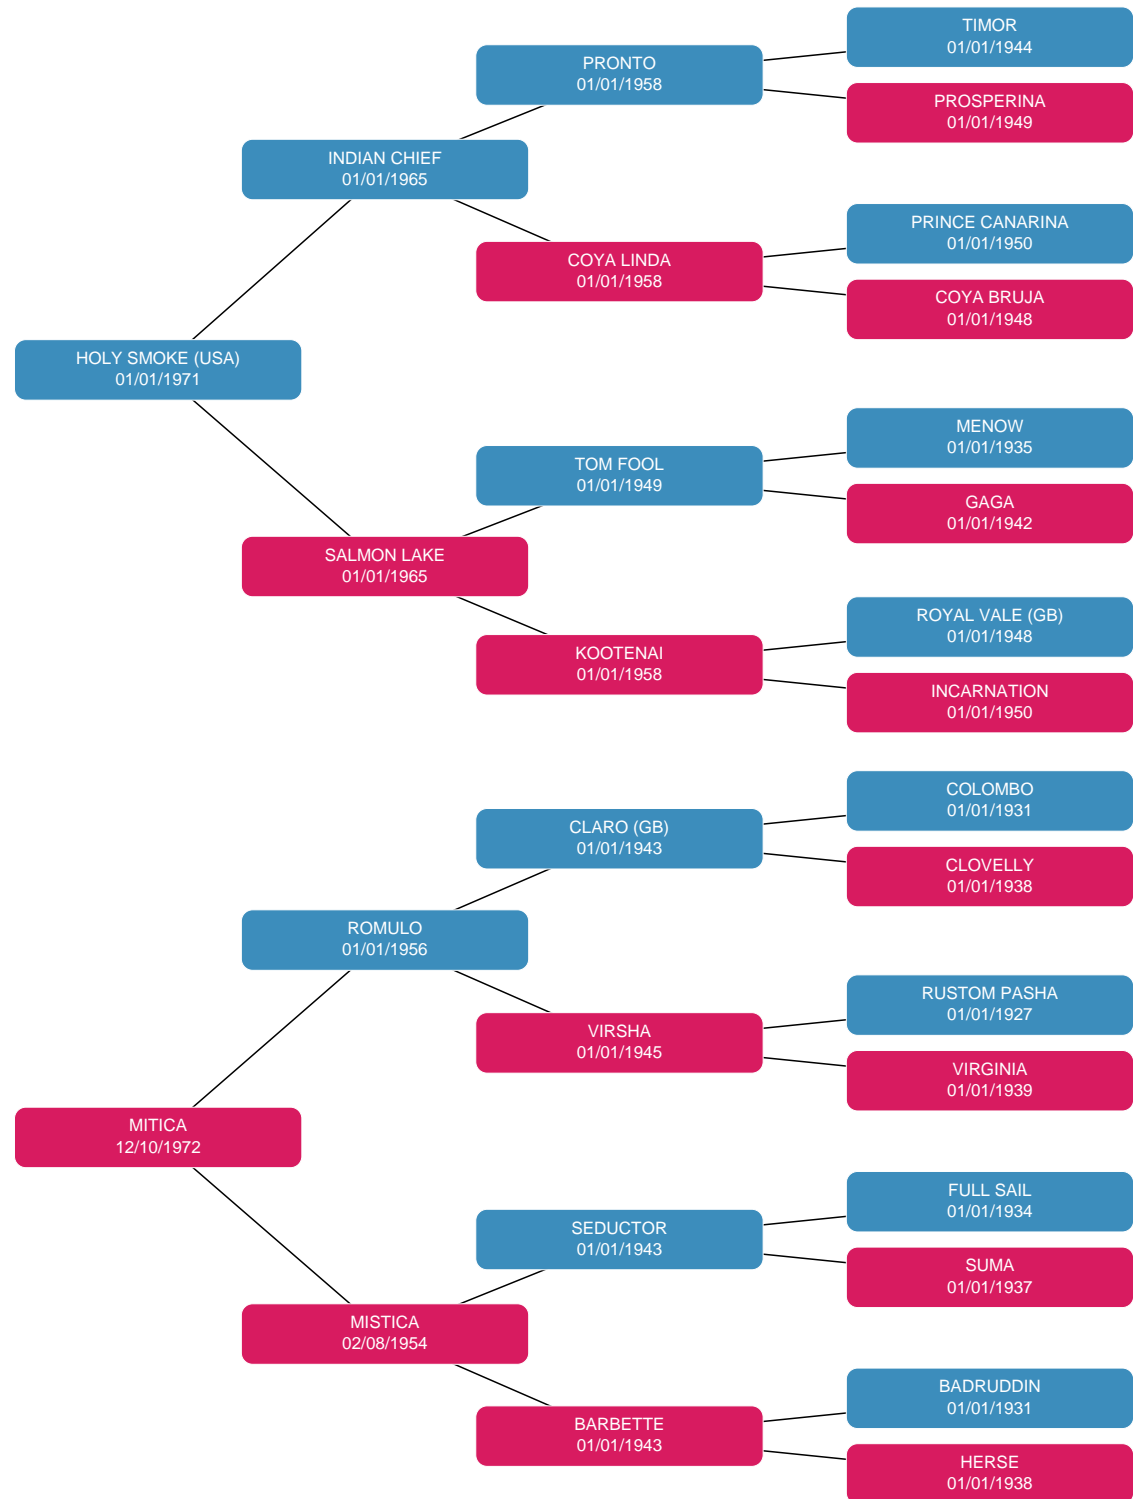 TIMOR
01/01/1944
PRONTO
01/01/1958
PROSPERINA
01/01/1949
INDIAN CHIEF
01/01/1965
PRINCE CANARINA
01/01/1950
COYA LINDA
01/01/1958
COYA BRUJA
01/01/1948
HOLY SMOKE (USA)
01/01/1971
MENOW
01/01/1935
TOM FOOL
01/01/1949
GAGA
01/01/1942
SALMON LAKE
01/01/1965
ROYAL VALE (GB)
01/01/1948
KOOTENAI
01/01/1958
INCARNATION
01/01/1950
COLOMBO
01/01/1931
CLARO (GB)
01/01/1943
CLOVELLY
01/01/1938
ROMULO
01/01/1956
RUSTOM PASHA
01/01/1927
VIRSHA
01/01/1945
VIRGINIA
01/01/1939
MITICA
12/10/1972
FULL SAIL
01/01/1934
SEDUCTOR
01/01/1943
SUMA
01/01/1937
MISTICA
02/08/1954
BADRUDDIN
01/01/1931
BARBETTE
01/01/1943
HERSE
01/01/1938